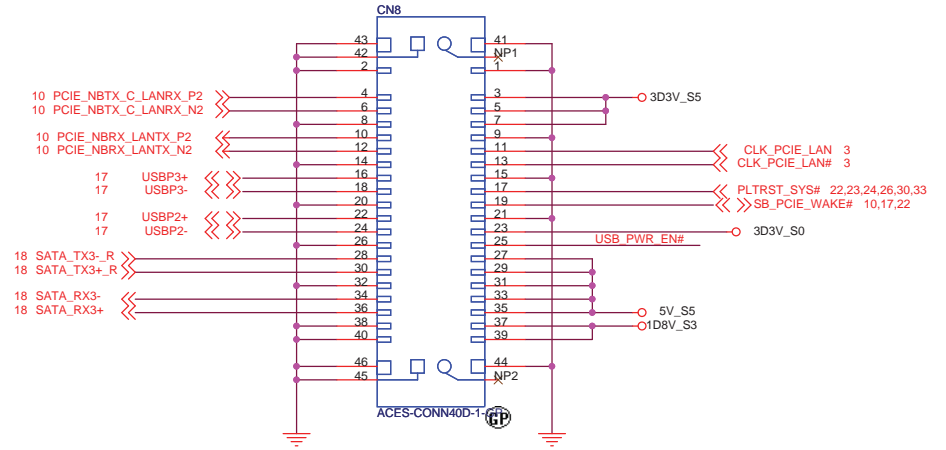 CN8
43 41
42 NP1
2 1
10 PCIE_NBTX_C_LANRX_P2 4 3 3D3V_S5
10 PCIE_NBTX_C_LANRX_N2 6 5
8 7
10 PCIE_NBRX_LANTX_P2 10 9
10 PCIE_NBRX_LANTX_N2 12 11 CLK_PCIE_LAN 3
14 13 CLK_PCIE_LAN# 3
17 USBP3+ 16 15
17 USBP3- 18 17 PLTRST_SYS# 22,23,24,26,30,33
20 19 SB_PCIE_WAKE# 10,17,22
17 USBP2+ 22 21
17 USBP2- 24 23 3D3V_S0
26 25 USB_PWR_EN#
18 SATA_TX3-_R 28 27
18 SATA_TX3+_R 30 29
32 31
18 SATA_RX3- 34 33
18 SATA_RX3+ 36 35 5V_S5
38 37 1D8V_S3
40 39
46 44
45 NP2
ACES-CONN40D-1-GP
GP